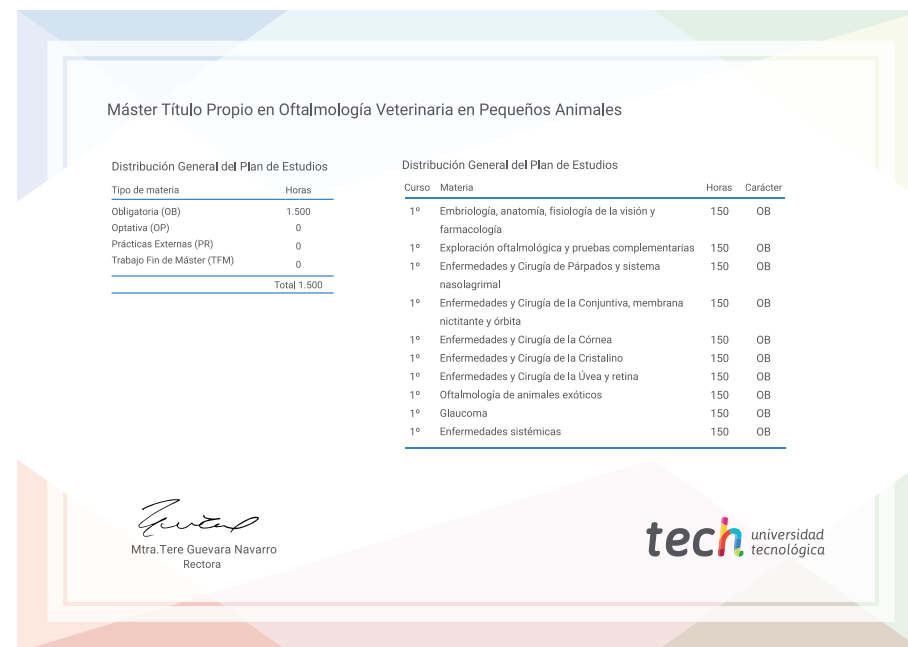 Máster Título Propio en Oftalmología Veterinaria en Pequeños Animales
Distribución General del Plan de Estudios
Tipo de materia Horas
Obligatoria (OB) 1.500
Optativa (OP) 0
Prácticas Externas (PR) 0
Trabajo Fin de Máster (TFM) 0
Total 1.500
Distribución General del Plan de Estudios
Curso Materia Horas Carácter
1º Embriología, anatomía, fisiología de la visión y 150 OB
farmacología
1º Exploración oftalmológica y pruebas complementarias 150 OB
1º Enfermedades y Cirugía de Párpados y sistema 150 OB
nasolagrimal
1º Enfermedades y Cirugía de la Conjuntiva, membrana 150 OB
nictitante y órbita
1º Enfermedades y Cirugía de la Córnea 150 OB
1º Enfermedades y Cirugía de la Cristalino 150 OB
1º Enfermedades y Cirugía de la Úvea y retina 150 OB
1º Oftalmología de animales exóticos 150 OB
1º Glaucoma 150 OB
1º Enfermedades sistémicas 150 OB
Mtra.Tere Guevara Navarro
Rectora
tech universidad
tecnológica